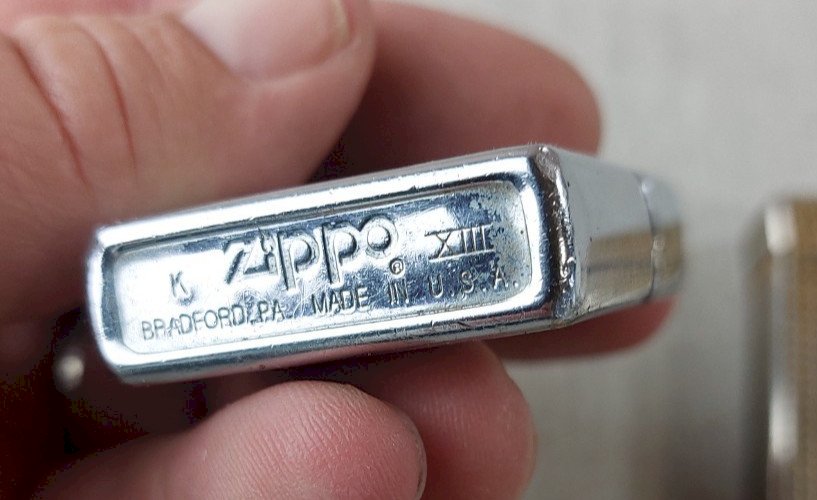 K Zippo ® XIII
BRADFORD, PA. MADE IN U.S.A.